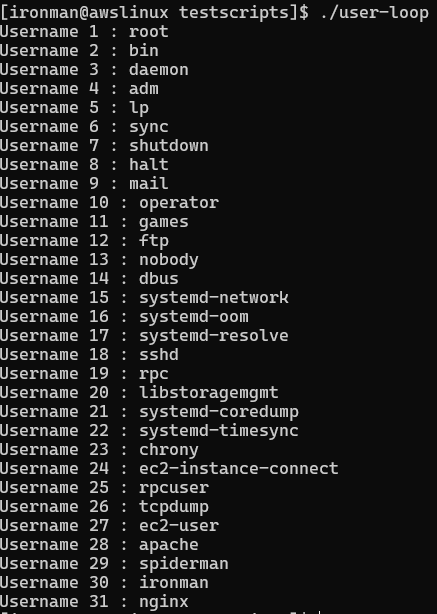 [ironman@awslinux testscripts]$ ./user-loop
Username 1 : root
Username 2 : bin
Username 3 : daemon
Username 4 : adm
Username 5 : lp
Username 6 : sync
Username 7 : shutdown
Username 8 : halt
Username 9 : mail
Username 10 : operator
Username 11 : games
Username 12 : ftp
Username 13 : nobody
Username 14 : dbus
Username 15 : systemd-network
Username 16 : systemd-oom
Username 17 : systemd-resolve
Username 18 : sshd
Username 19 : rpc
Username 20 : libstoragemgmt
Username 21 : systemd-coredump
Username 22 : systemd-timesync
Username 23 : chrony
Username 24 : ec2-instance-connect
Username 25 : rpcuser
Username 26 : tcpdump
Username 27 : ec2-user
Username 28 : apache
Username 29 : spiderman
Username 30 : ironman
Username 31 : nginx